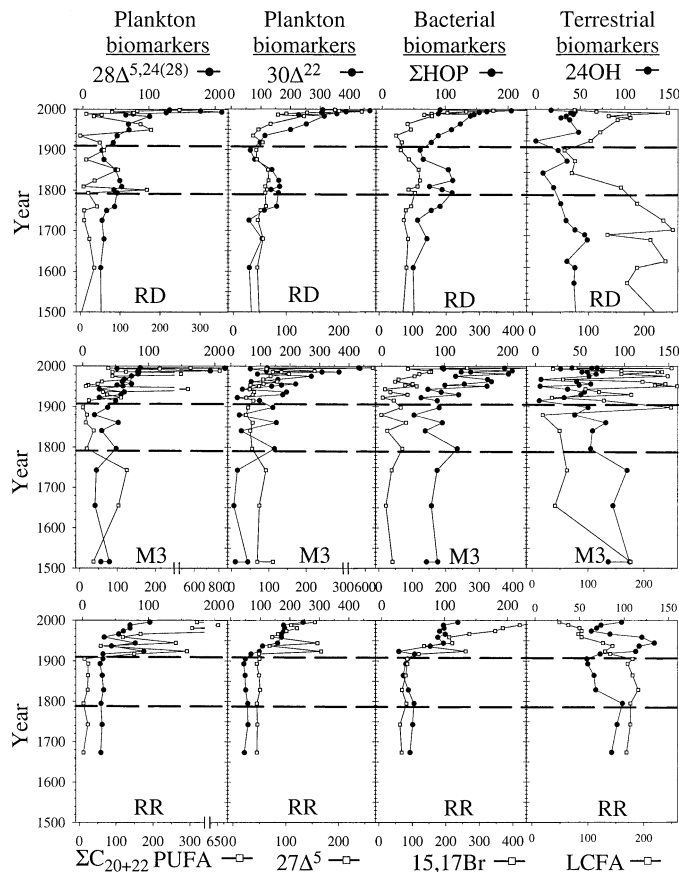 Plankton Plankton Bacterial Terrestrial
biomarkers biomarkers biomarkers biomarkers
28Δ5,24(28) 30Δ22 ΣHOP 24OH
0 100 200 300 0 100 200 300 400 0 100 200 300 400 0 50 100 150
2000
1900
1800
1700
1600
1500
Year
RD RD RD RD
0 100 200 300 0 100 200 0 100 200 0 50 100 150 200 250
0 50 100 150 200 0 100 200 300 400 0 100 200 0 50 100 150
2000
1900
1800
1700
1600
1500
Year
M3 M3 M3 M3
0 100 200 600 800 0 100 200 300 6000 100 200 300 400 0 100 200
0 50 100 150 200 0 100 200 300 400 0 100 200 0 50 100
2000
1900
1800
1700
1600
1500
Year
RR RR RR RR
0 100 200 300 6500 100 200 0 100 200 300 400 0 100 200
ΣC20+22 PUFA 27Δ5 15,17Br LCFA